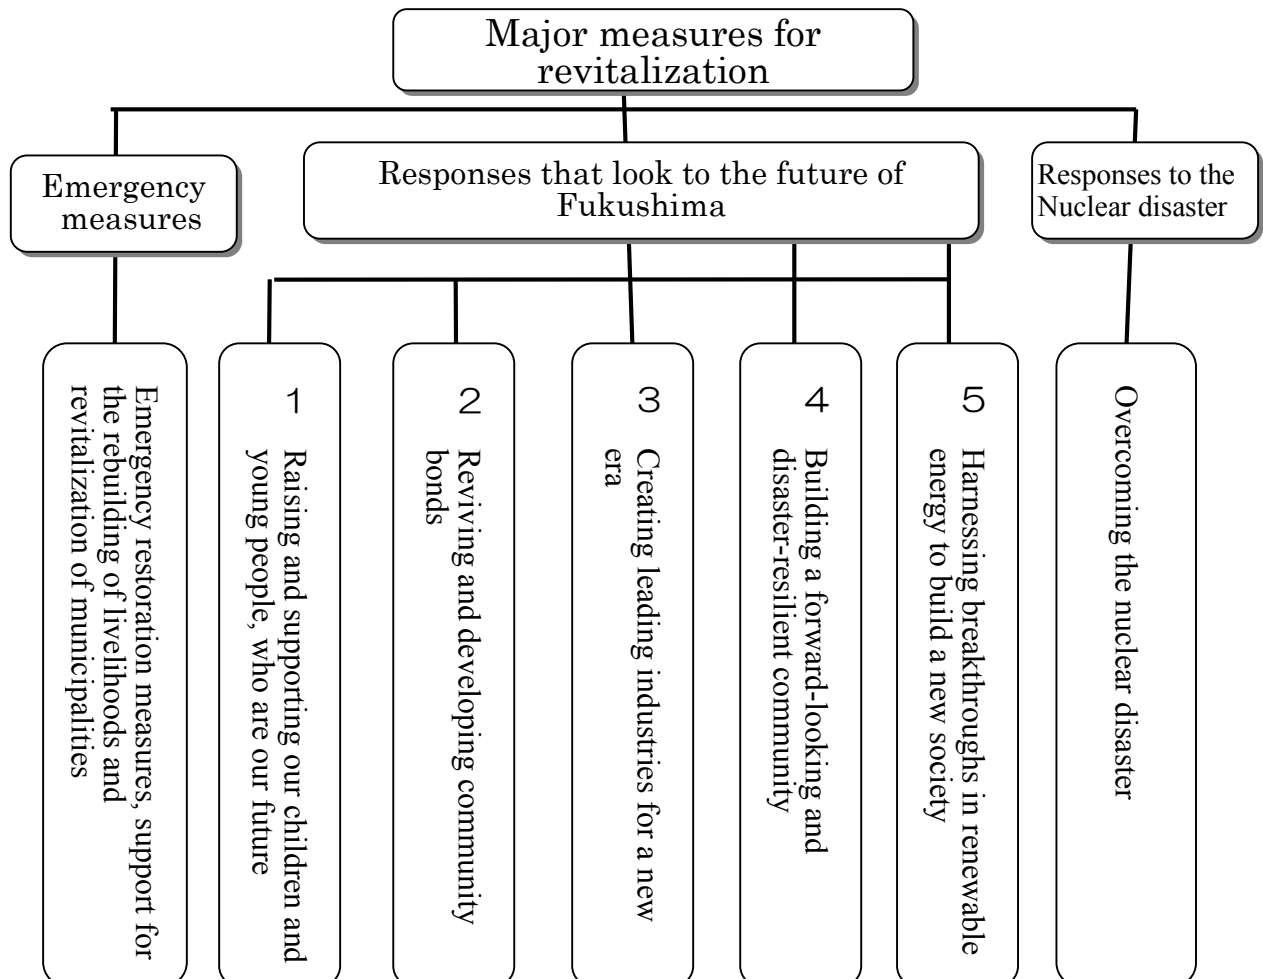 Major measures for
revitalization
Emergency
measures
Responses that look to the future of
Fukushima
Responses to the
Nuclear disaster
Emergency restoration measures, support for
the rebuilding of livelihoods and
revitalization of municipalities
1 Raising and supporting our children and
young people, who are our future
2 Reviving and developing community
bonds
3 Creating leading industries for a new
era
4 Building a forward-looking and
disaster-resilient community
5 Harnessing breakthroughs in renewable
energy to build a new society
Overcoming the nuclear disaster